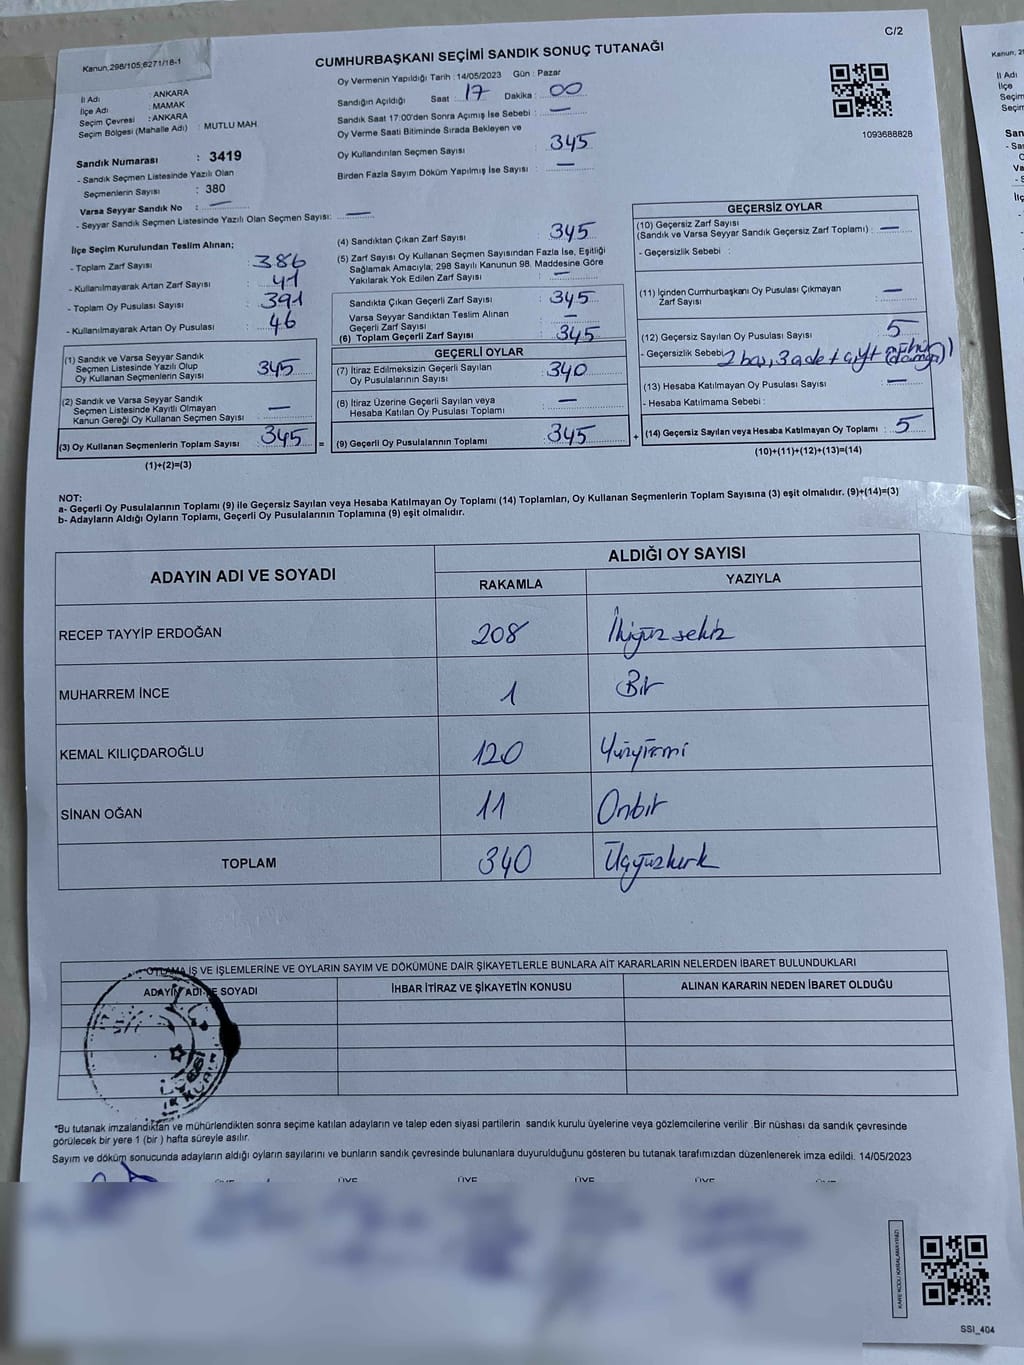 C/2
Kanun, 298/105;6271/18-1
CUMHURBAŞKANI SEÇİMİ SANDIK SONUÇ TUTANAĞI
İl Adı : ANKARA
İlçe Adı : MAMAK
Seçim Çevresi : ANKARA
Seçim Bölgesi (Mahalle Adı) : MUTLU MAH
Sandık Numarası : 3419
- Sandık Seçmen Listesinde Yazılı Olan
Seçmenlerin Sayısı : 380
Varsa Seyyar Sandık No : —
- Seyyar Sandık Seçmen Listesinde Yazılı Olan Seçmen Sayısı: —
Oy Vermenin Yapıldığı Tarih : 14/05/2023 Gün : Pazar
Sandığın Açıldığı Saat : 17 Dakika : 00
Sandık Saat 17:00'den Sonra Açımış İse Sebebi : —
Oy Verme Saati Bitiminde Sırada Bekleyen ve
Oy Kullandırılan Seçmen Sayısı : 345
Birden Fazla Sayım Döküm Yapılmış İse Sayısı : —
1093688828
İlçe Seçim Kurulundan Teslim Alınan;
- Toplam Zarf Sayısı : 386
- Kullanılmayarak Artan Zarf Sayısı : 41
- Toplam Oy Pusulası Sayısı : 391
- Kullanılmayarak Artan Oy Pusulası : 46
(1) Sandık ve Varsa Seyyar Sandık
Seçmen Listesinde Yazılı Olup
Oy Kullanan Seçmenlerin Sayısı : 345
(2) Sandık ve Varsa Seyyar Sandık
Seçmen Listesinde Kayıtlı Olmayan
Kanun Gereği Oy Kullanan Seçmen Sayısı : —
(3) Oy Kullanan Seçmenlerin Toplam Sayısı : 345 =
(1)+(2)=(3)
(4) Sandıktan Çıkan Zarf Sayısı : 345
(5) Zarf Sayısı Oy Kullanan Seçmen Sayısından Fazla İse, Eşitliği
Sağlamak Amacıyla; 298 Sayılı Kanunun 98. Maddesine Göre
Yakılarak Yok Edilen Zarf Sayısı : —
Sandıkta Çıkan Geçerli Zarf Sayısı : 345
Varsa Seyyar Sandıktan Teslim Alınan
Geçerli Zarf Sayısı : —
(6) Toplam Geçerli Zarf Sayısı : 345
GEÇERLİ OYLAR
(7) İtiraz Edilmeksizin Geçerli Sayılan
Oy Pusulalarının Sayısı : 340
(8) İtiraz Üzerine Geçerli Sayılan veya
Hesaba Katılan Oy Pusulası Toplamı : —
(9) Geçerli Oy Pusulalarının Toplamı : 345 +
GEÇERSİZ OYLAR
(10) Geçersiz Zarf Sayısı
(Sandık ve Varsa Seyyar Sandık Geçersiz Zarf Toplamı) : —
- Geçersizlik Sebebi :
(11) İçinden Cumhurbaşkanı Oy Pusulası Çıkmayan
Zarf Sayısı : —
(12) Geçersiz Sayılan Oy Pusulası Sayısı : 5
- Geçersizlik Sebebi 2 boş, 3 adet çift mühür (damga)
(13) Hesaba Katılmayan Oy Pusulası Sayısı : —
- Hesaba Katılmama Sebebi :
(14) Geçersiz Sayılan veya Hesaba Katılmayan Oy Toplamı : 5
(10)+(11)+(12)+(13)=(14)
NOT:
a- Geçerli Oy Pusulalarının Toplamı (9) ile Geçersiz Sayılan veya Hesaba Katılmayan Oy Toplamı (14) Toplamları, Oy Kullanan Seçmenlerin Toplam Sayısına (3) eşit olmalıdır. (9)+(14)=(3)
b- Adayların Aldığı Oyların Toplamı, Geçerli Oy Pusulalarının Toplamına (9) eşit olmalıdır.
ADAYIN ADI VE SOYADI
ALDIĞI OY SAYISI
RAKAMLA YAZIYLA
RECEP TAYYİP ERDOĞAN 208 İkiyüz sekiz
MUHARREM İNCE 1 Bir
KEMAL KILIÇDAROĞLU 120 Yüzyirmi
SİNAN OĞAN 11 Onbir
TOPLAM 340 Üçyüzkırk
OYLAMA İŞ VE İŞLEMLERİNE VE OYLARIN SAYIM VE DÖKÜMÜNE DAİR ŞİKAYETLERLE BUNLARA AİT KARARLARIN NELERDEN İBARET BULUNDUKLARI
ADAYIN ADI VE SOYADI İHBAR İTİRAZ VE ŞİKAYETİN KONUSU ALINAN KARARIN NEDEN İBARET OLDUĞU
*Bu tutanak imzalandıktan ve mühürlendikten sonra seçime katılan adayların ve talep eden siyasi partilerin sandık kurulu üyelerine veya gözlemcilerine verilir .Bir nüshası da sandık çevresinde
görülecek bir yere 1 (bir ) hafta süreyle asılır.
Sayım ve döküm sonucunda adayların aldığı oyların sayılarını ve bunların sandık çevresinde bulunanlara duyurulduğunu gösteren bu tutanak tarafımızdan düzenlenerek imza edildi. 14/05/2023
ÜYE ÜYE ÜYE ÜYE ÜYE ÜYE
KARE KODU KARALAMAYINIZ!
SSI_404